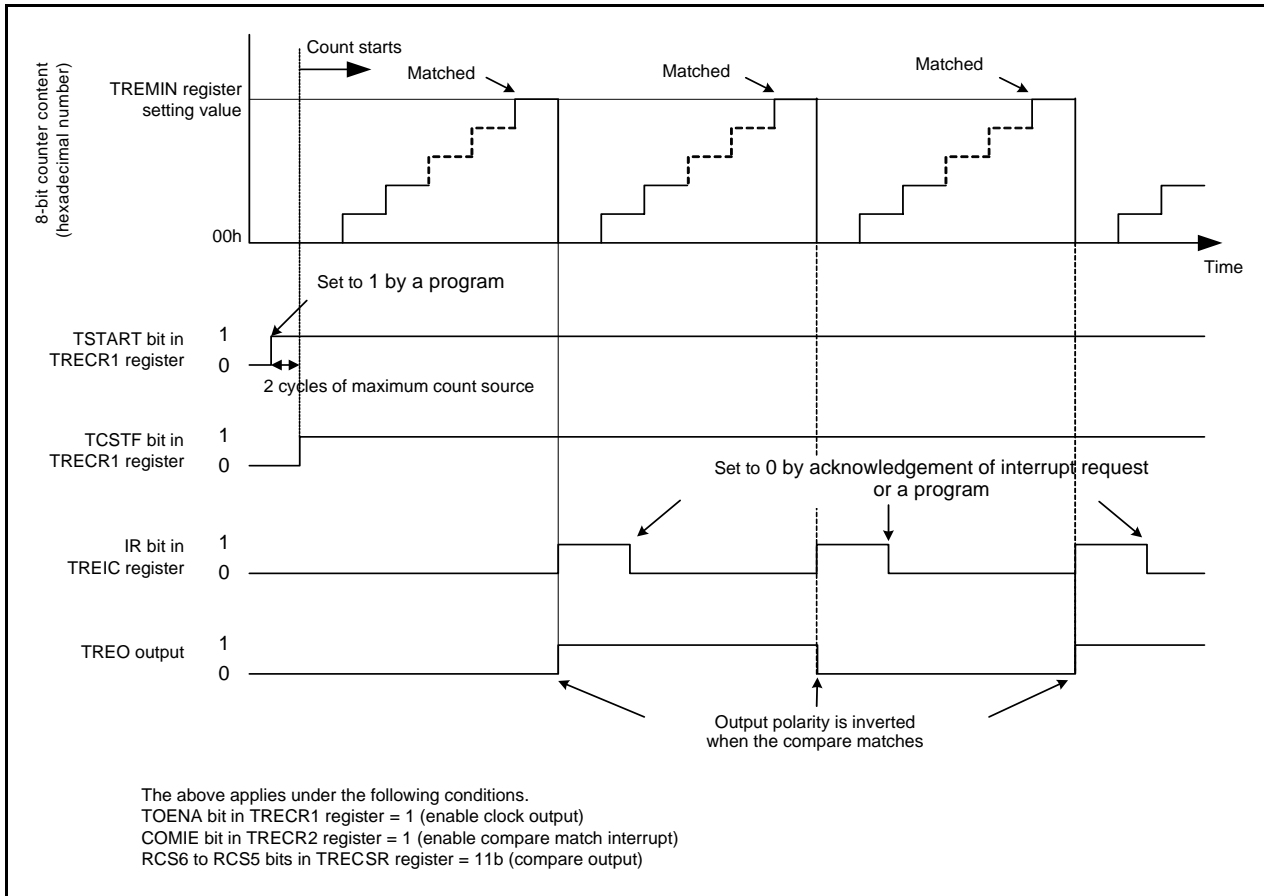 8-bit counter content
(hexadecimal number)
Count starts
Matched
Matched
Matched
TREMIN register
setting value
00h
Time
Set to 1 by a program
TSTART bit in
TRECR1 register
1
0
2 cycles of maximum count source
TCSTF bit in
TRECR1 register
1
0
Set to 0 by acknowledgement of interrupt request
or a program
IR bit in
TREIC register
1
0
TREO output
1
0
Output polarity is inverted
when the compare matches
The above applies under the following conditions.
TOENA bit in TRECR1 register = 1 (enable clock output)
COMIE bit in TRECR2 register = 1 (enable compare match interrupt)
RCS6 to RCS5 bits in TRECSR register = 11b (compare output)